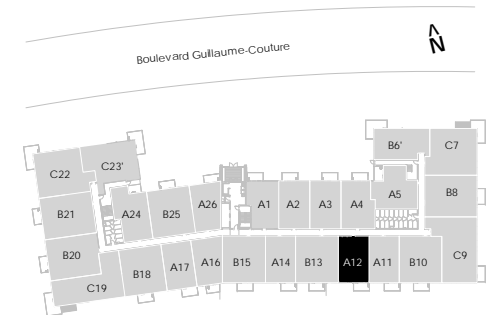 Boulevard Guillaume-Couture
N
B6' C7
C22 C23'
A5 B8
A26 A1 A2 A3 A4
B21 A24 B25
B20 A17 A16 B15 A14 B13 A12 A11 B10 C9
C19 B18